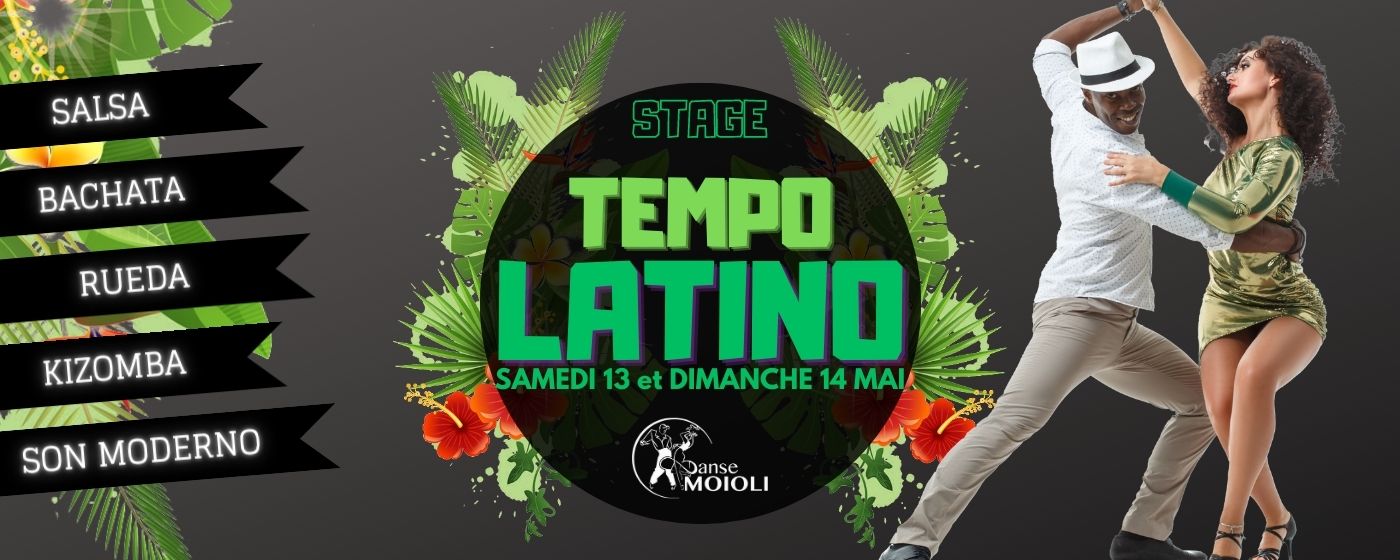 SALSA
BACHATA
RUEDA
KIZOMBA
SON MODERNO
STAGE
TEMPO
LATINO
SAMEDI 13 et DIMANCHE 14 MAI
Danse
MOIOLI